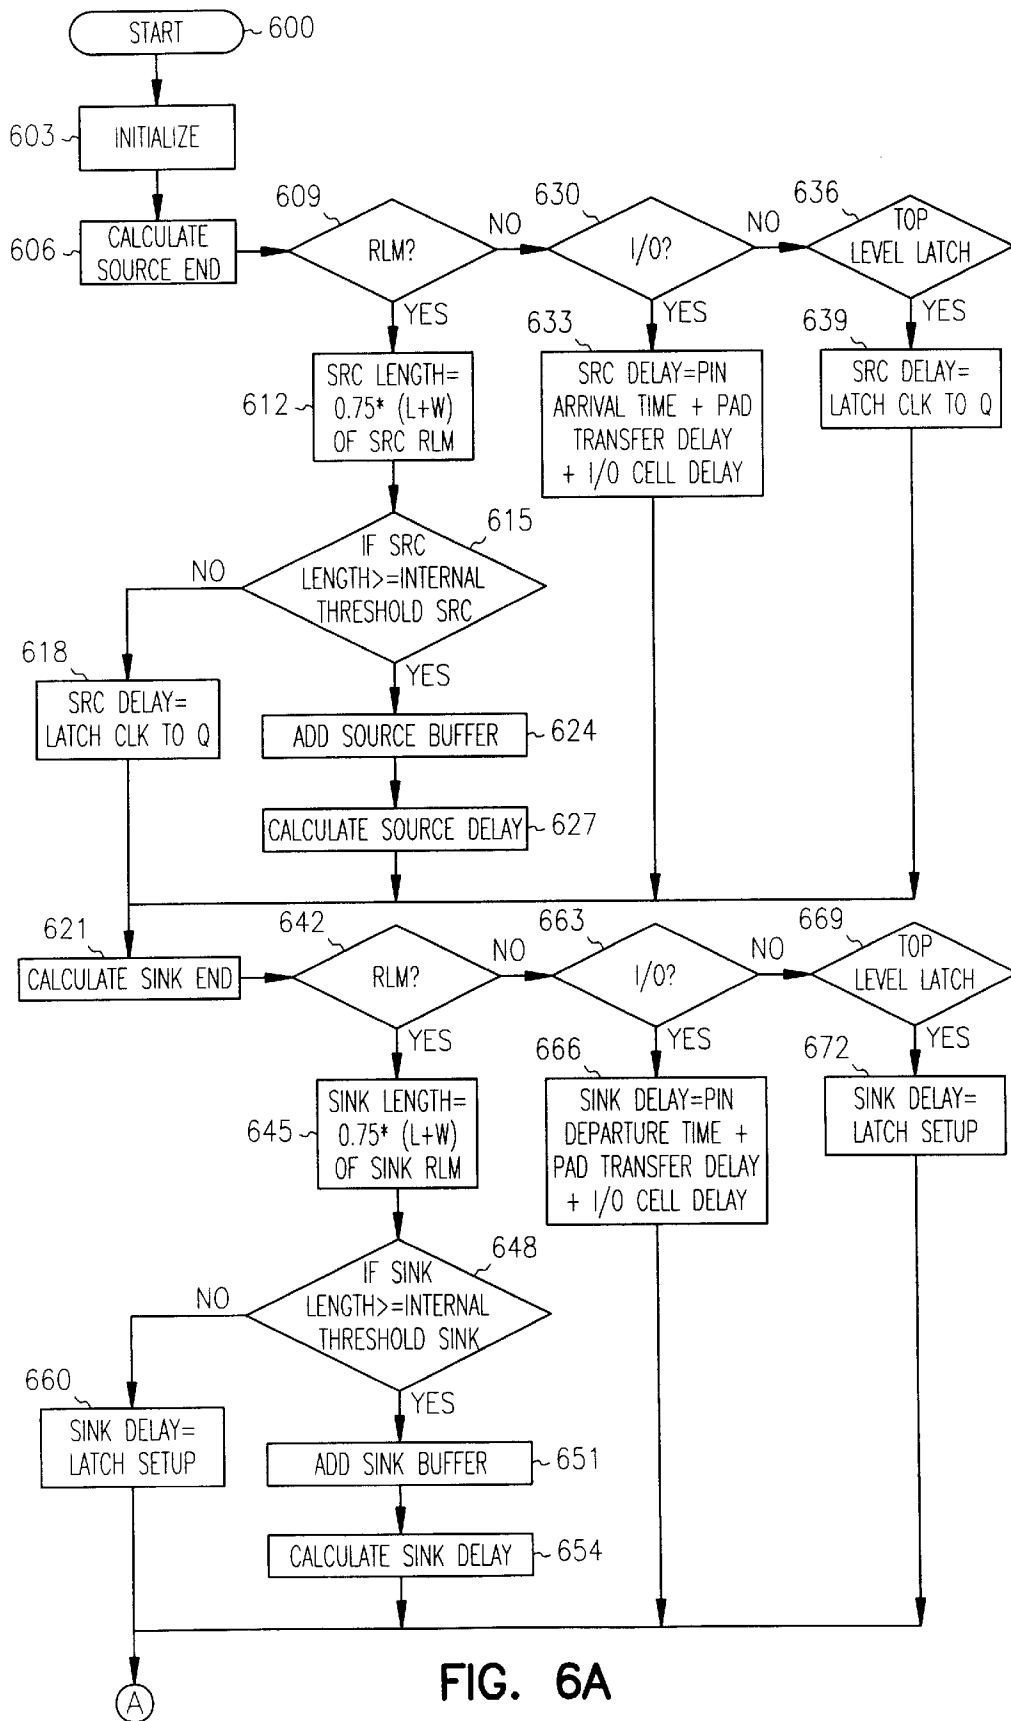 START
600
603
INITIALIZE
606
CALCULATE
SOURCE END
609
RLM?
NO
YES
630
I/O?
NO
YES
636
TOP
LEVEL LATCH
YES
612
SRC LENGTH=
0.75* (L+W)
OF SRC RLM
633
SRC DELAY=PIN
ARRIVAL TIME + PAD
TRANSFER DELAY
+ I/O CELL DELAY
639
SRC DELAY=
LATCH CLK TO Q
615
IF SRC
LENGTH>=INTERNAL
THRESHOLD SRC
NO
YES
618
SRC DELAY=
LATCH CLK TO Q
ADD SOURCE BUFFER
624
CALCULATE SOURCE DELAY
627
621
CALCULATE SINK END
642
RLM?
NO
YES
663
I/O?
NO
YES
669
TOP
LEVEL LATCH
YES
645
SINK LENGTH=
0.75* (L+W)
OF SINK RLM
666
SINK DELAY=PIN
DEPARTURE TIME +
PAD TRANSFER DELAY
+ I/O CELL DELAY
672
SINK DELAY=
LATCH SETUP
648
IF SINK
LENGTH>=INTERNAL
THRESHOLD SINK
NO
YES
660
SINK DELAY=
LATCH SETUP
ADD SINK BUFFER
651
CALCULATE SINK DELAY
654
A
FIG. 6A